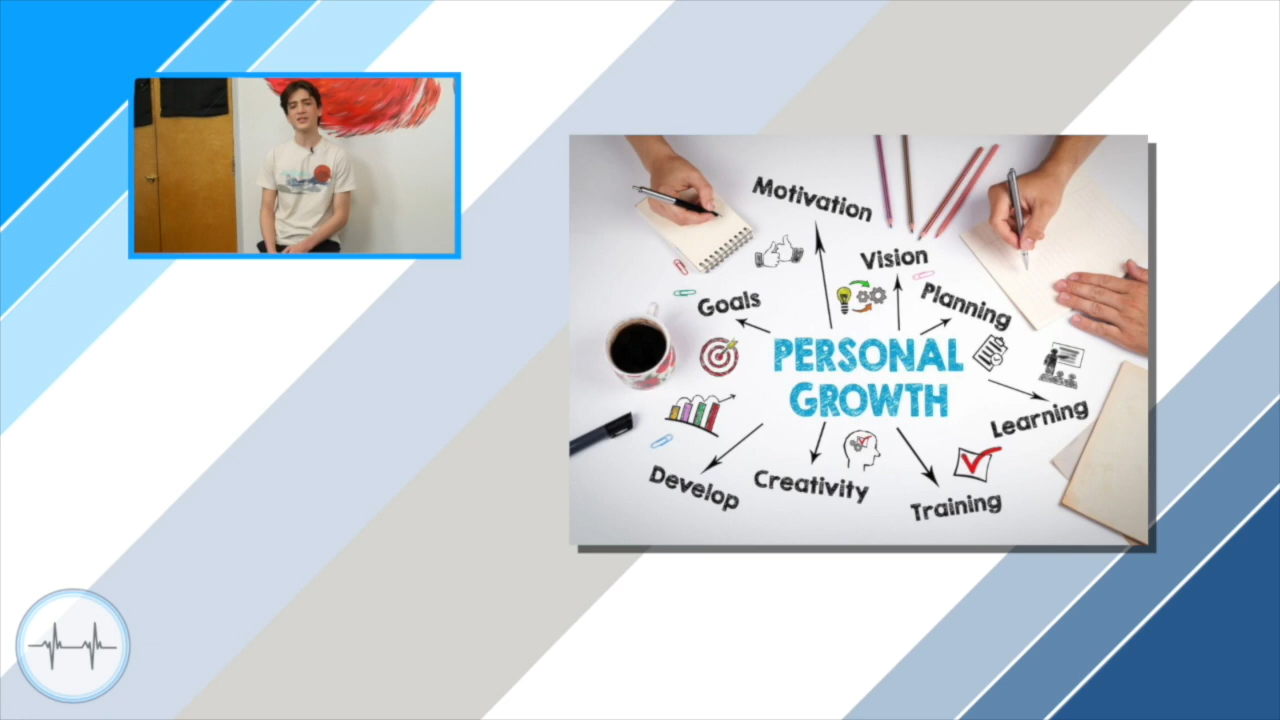 Motivation
Vision
Goals
Planning
PERSONAL
GROWTH
Learning
Develop
Creativity
Training